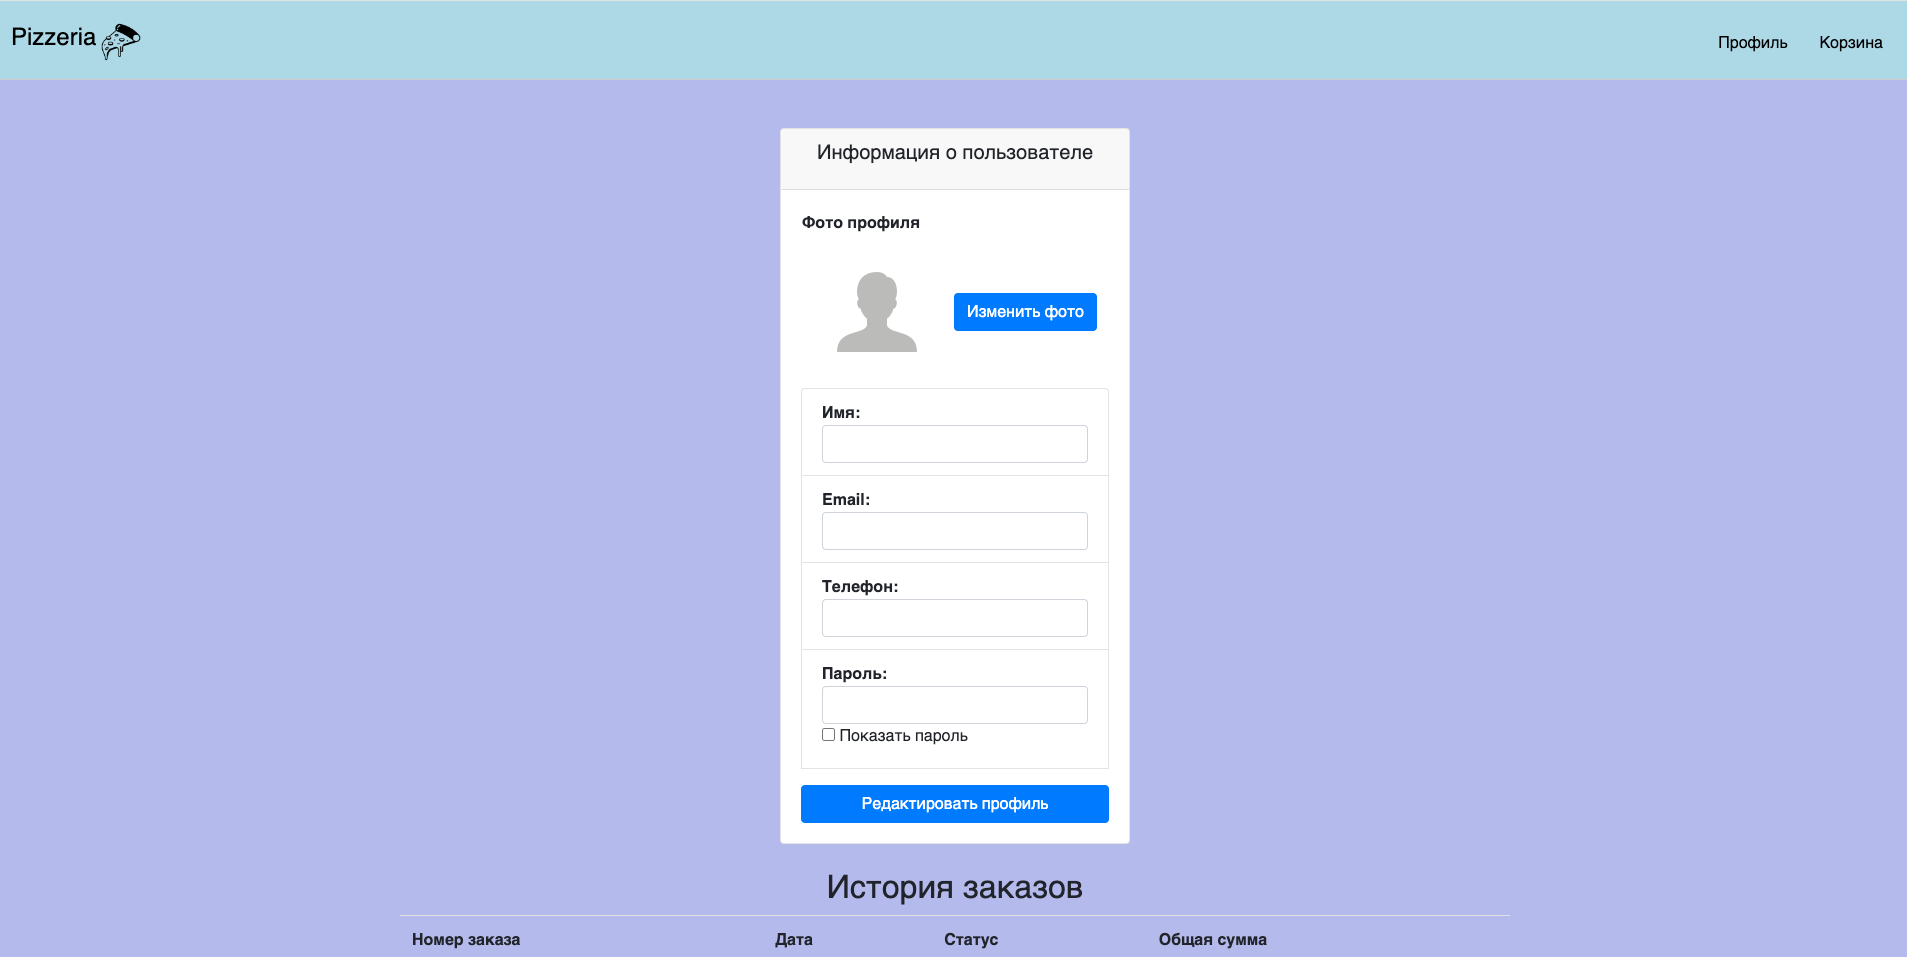 Pizzeria
Профиль Корзина
Информация о пользователе
Фото профиля
Изменить фото
Имя:
Email:
Телефон:
Пароль:
Показать пароль
Редактировать профиль
История заказов
Номер заказа Дата Статус Общая сумма